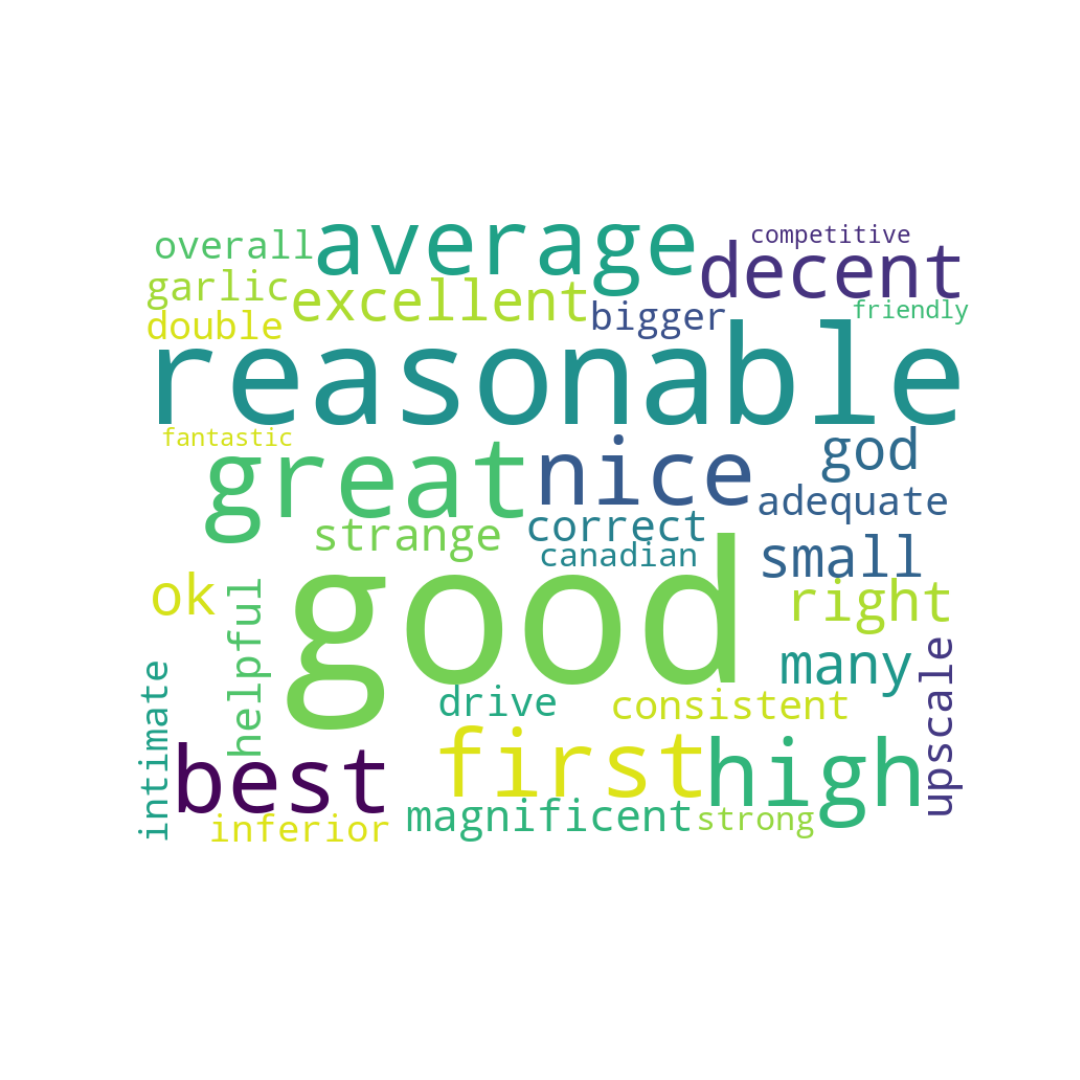 overall
average
competitive
decent
garlic
excellent
bigger
friendly
double
reasonable
fantastic
great
nice
god
adequate
strange
correct
canadian
small
good
ok
helpful
right
many
intimate
drive
consistent
upscale
best
first
high
magnificent
strong
inferior